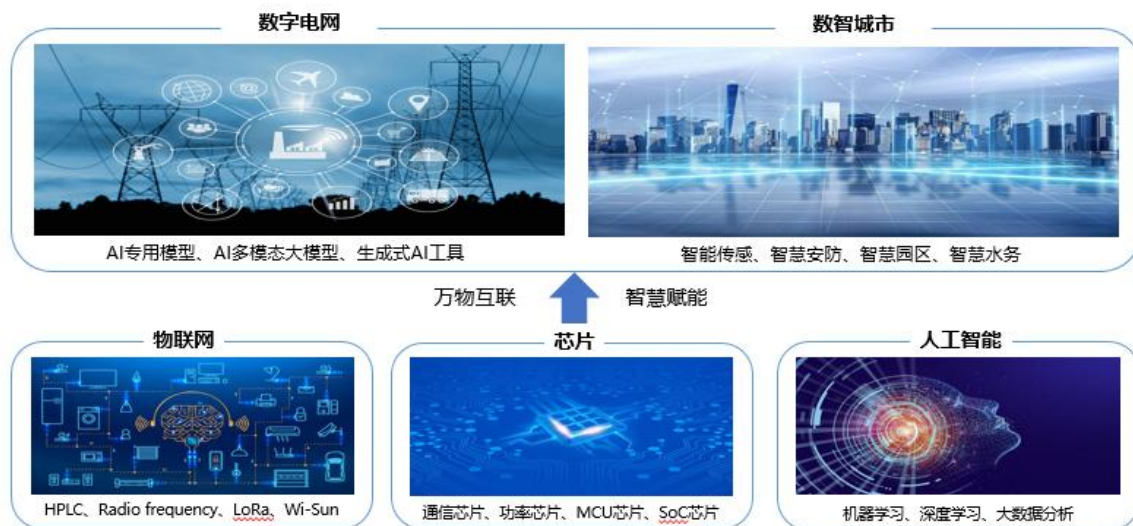 数字电网
数智城市
AI专用模型、AI多模态大模型、生成式AI工具
智能传感、智慧安防、智慧园区、智慧水务
万物互联
智慧赋能
物联网
芯片
人工智能
HPLC、Radio frequency、LoRa、Wi-Sun
通信芯片、功率芯片、MCU芯片、SoC芯片
机器学习、深度学习、大数据分析